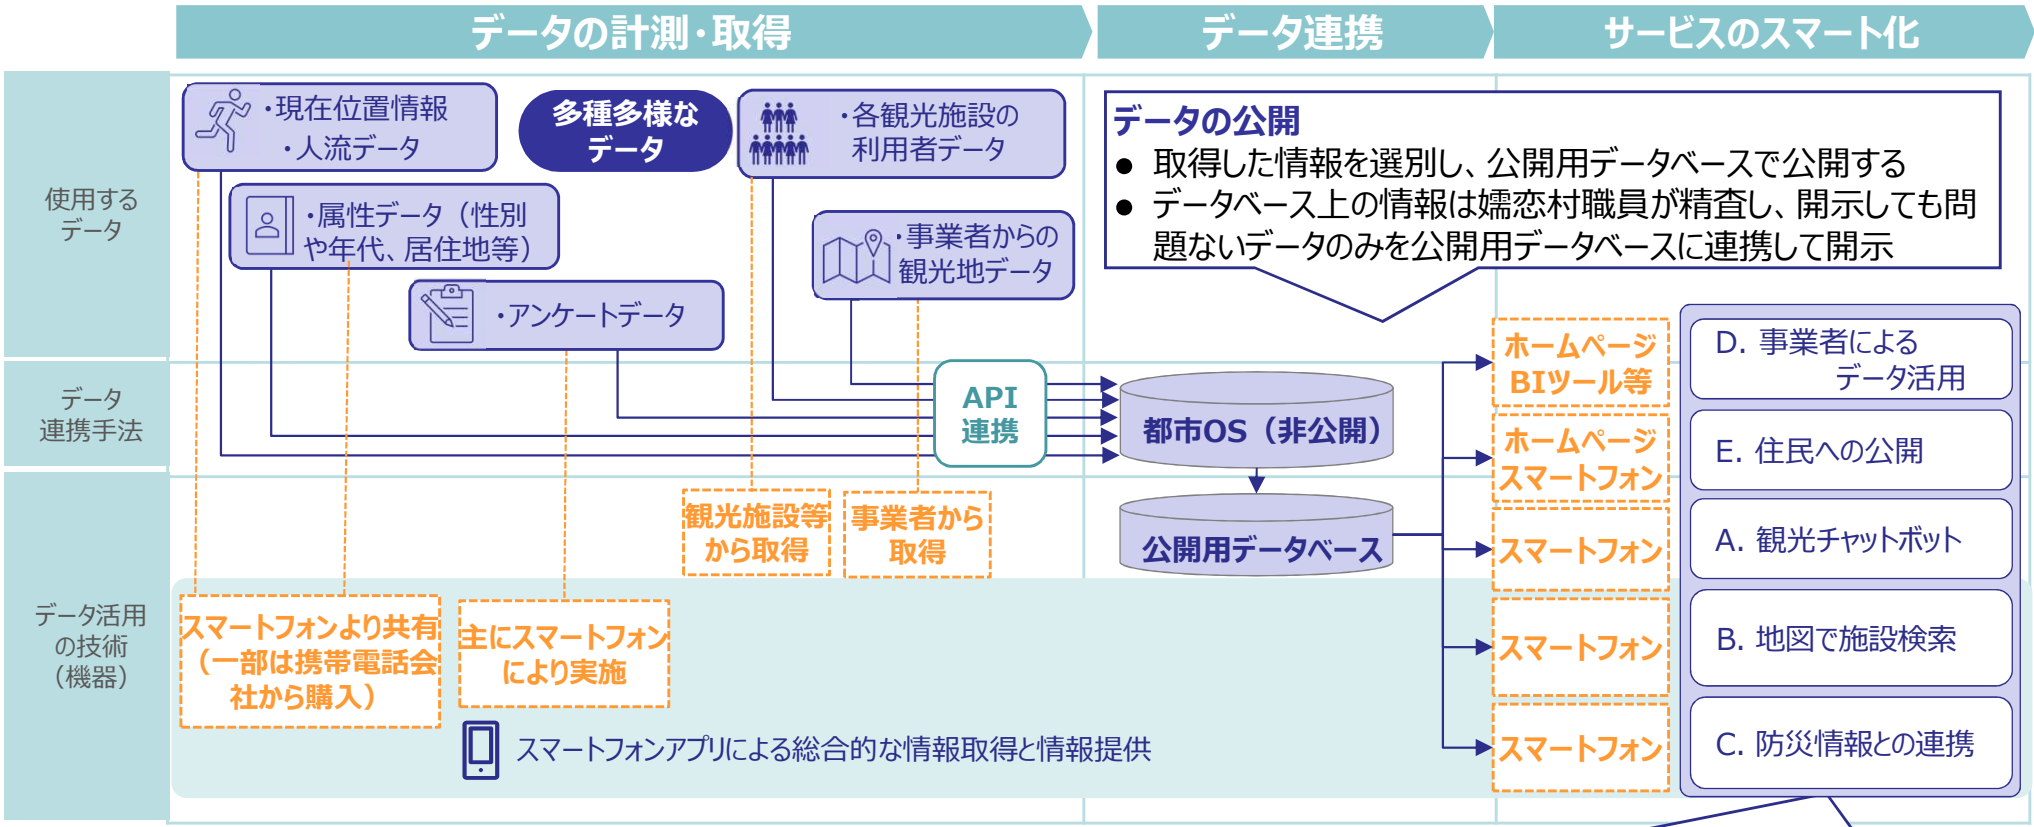 データの計測・取得
データ連携
サービスのスマート化
使用する
データ
・現在位置情報
・人流データ
多種多様な
データ
・各観光施設の
利用者データ
・属性データ（性別
や年代、居住地等）
・事業者からの
観光地データ
・アンケートデータ
データの公開
● 取得した情報を選別し、公開用データベースで公開する
● データベース上の情報は嬬恋村職員が精査し、開示しても問
題ないデータのみを公開用データベースに連携して開示
データ
連携手法
API
連携
都市OS（非公開）
公開用データベース
データ活用
の技術
（機器）
観光施設等
から取得
事業者から
取得
スマートフォンより共有
（一部は携帯電話会
社から購入）
主にスマートフォン
により実施
スマートフォンアプリによる総合的な情報取得と情報提供
ホームページ
BIツール等
D. 事業者による
データ活用
ホームページ
スマートフォン
E. 住民への公開
スマートフォン
A. 観光チャットボット
スマートフォン
B. 地図で施設検索
スマートフォン
C. 防災情報との連携